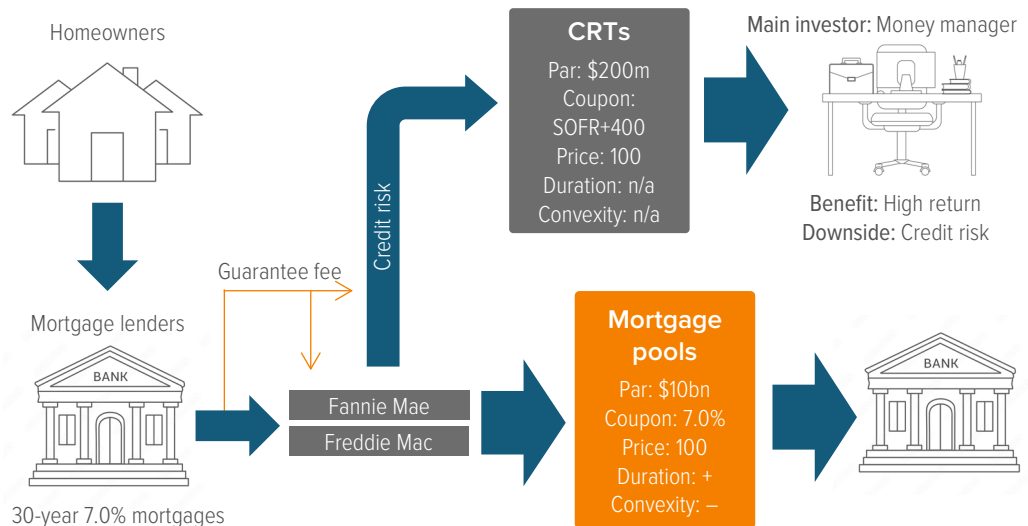 Homeowners
CRTs
Par: $200m
Coupon:
SOFR+400
Price: 100
Duration: n/a
Convexity: n/a
Main investor: Money manager
Benefit: High return
Downside: Credit risk
Credit risk
Guarantee fee
Mortgage lenders
BANK
30-year 7.0% mortgages
Fannie Mae
Freddie Mac
Mortgage
pools
Par: $10bn
Coupon: 7.0%
Price: 100
Duration: +
Convexity: –
BANK